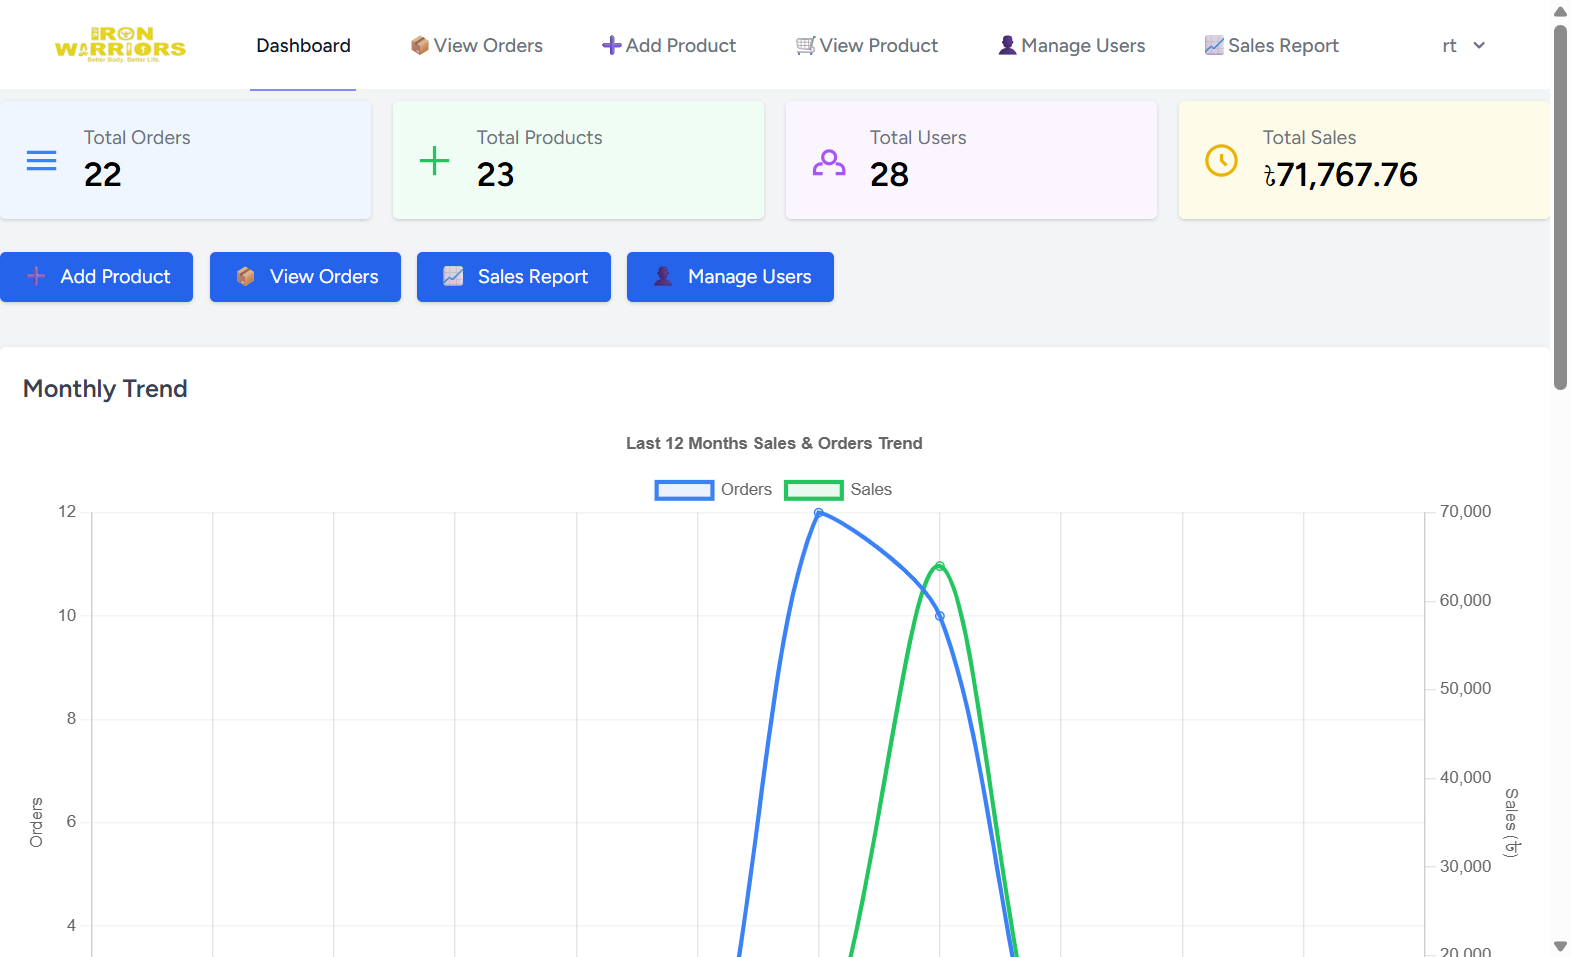 IRON
WARRIORS
Better Body. Better Life.
Dashboard
View Orders
Add Product
View Product
Manage Users
Sales Report
rt
Total Orders
22
Total Products
23
Total Users
28
Total Sales
৳71,767.76
Add Product
View Orders
Sales Report
Manage Users
Monthly Trend
Last 12 Months Sales & Orders Trend
Orders
Sales
12
10
8
6
4
Orders
70,000
60,000
50,000
40,000
30,000
20,000
Sales (৳)